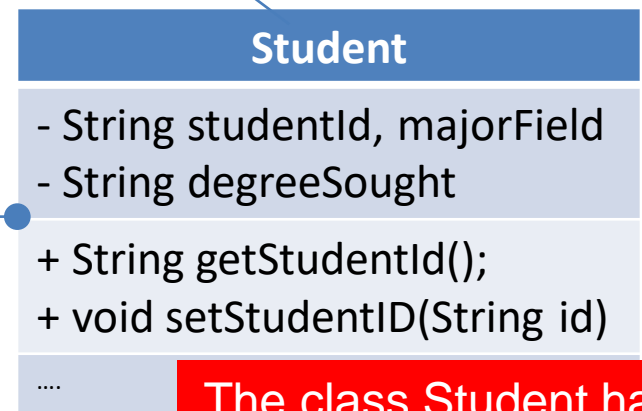 Student
- String studentId, majorField
- String degreeSought
+ String getStudentId();
+ void setStudentID(String id)
....
The class Student ha